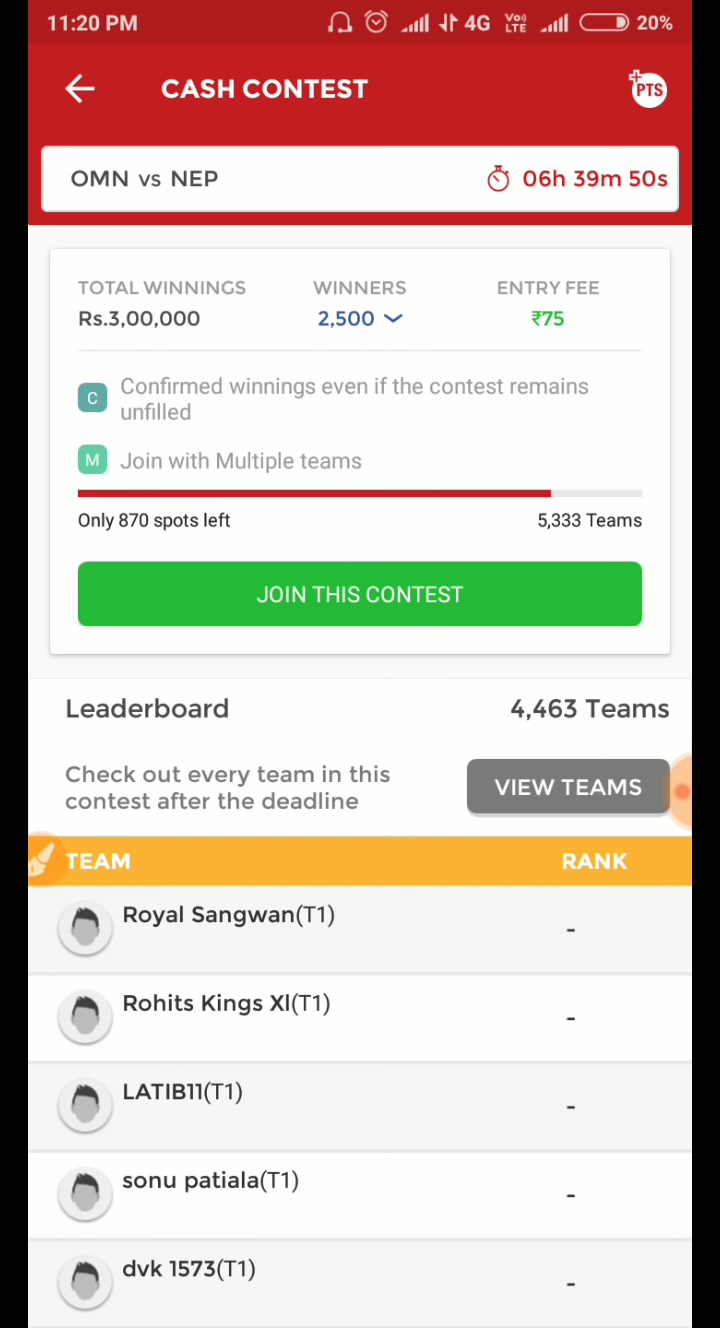 11:20 PM 4G Vo)) LTE 20%
CASH CONTEST
+PTS
OMN vs NEP 06h 39m 50s
TOTAL WINNINGS WINNERS ENTRY FEE
Rs.3,00,000 2,500 ₹75
C Confirmed winnings even if the contest remains
unfilled
M Join with Multiple teams
Only 870 spots left 5,333 Teams
JOIN THIS CONTEST
Leaderboard 4,463 Teams
Check out every team in this
contest after the deadline
VIEW TEAMS
TEAM RANK
Royal Sangwan(T1) -
Rohits Kings Xl(T1) -
LATIB11(T1) -
sonu patiala(T1) -
dvk 1573(T1) -